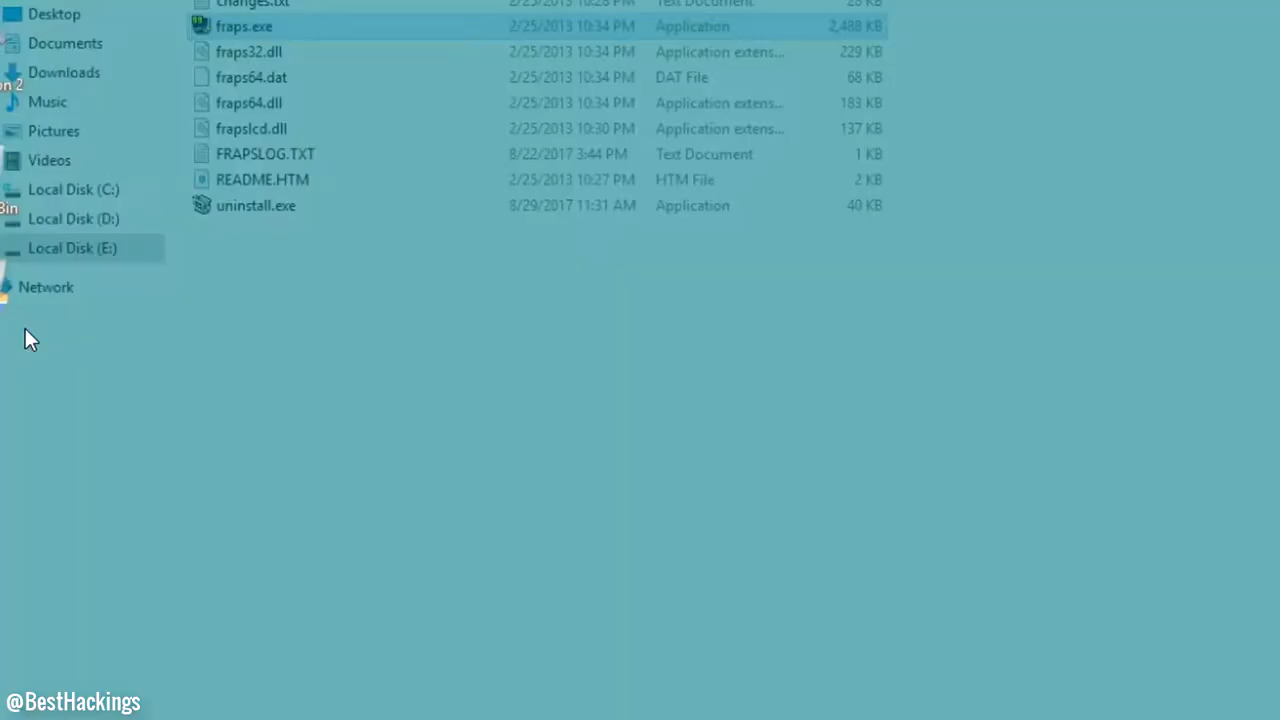 changes.txt 2/25/2013 10:28 PM Text Document 28 KB
Desktop
fraps.exe 2/25/2013 10:34 PM Application 2,488 KB
Documents
fraps32.dll 2/25/2013 10:34 PM Application extens... 229 KB
Downloads
fraps64.dat 2/25/2013 10:34 PM DAT File 68 KB
on 2
Music
fraps64.dll 2/25/2013 10:34 PM Application extens... 183 KB
Pictures
frapslcd.dll 2/25/2013 10:30 PM Application extens... 137 KB
Videos
FRAPSLOG.TXT 8/22/2017 3:44 PM Text Document 1 KB
Local Disk (C:)
README.HTM 2/25/2013 10:27 PM HTM File 2 KB
Bin
uninstall.exe 8/29/2017 11:31 AM Application 40 KB
Local Disk (D:)
Local Disk (E:)
Network
@BestHackings